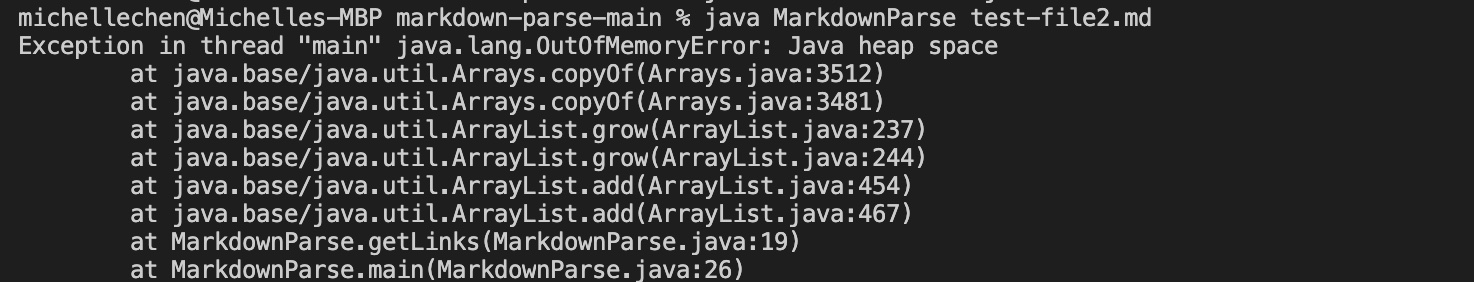 michellechen@Michelles-MBP markdown-parse-main % java MarkdownParse test-file2.md
Exception in thread "main" java.lang.OutOfMemoryError: Java heap space
        at java.base/java.util.Arrays.copyOf(Arrays.java:3512)
        at java.base/java.util.Arrays.copyOf(Arrays.java:3481)
        at java.base/java.util.ArrayList.grow(ArrayList.java:237)
        at java.base/java.util.ArrayList.grow(ArrayList.java:244)
        at java.base/java.util.ArrayList.add(ArrayList.java:454)
        at java.base/java.util.ArrayList.add(ArrayList.java:467)
        at MarkdownParse.getLinks(MarkdownParse.java:19)
        at MarkdownParse.main(MarkdownParse.java:26)